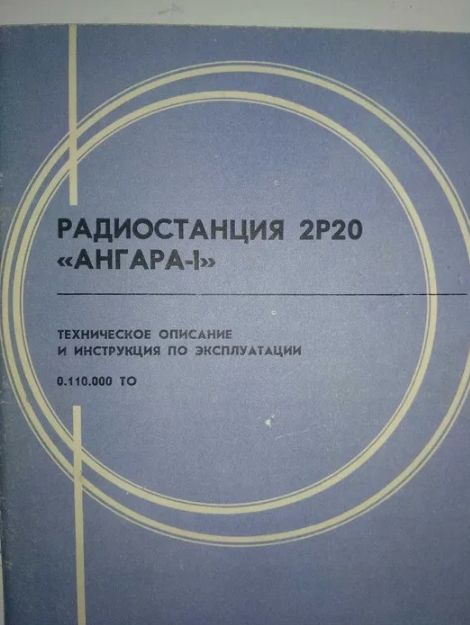 РАДИОСТАНЦИЯ 2Р20
«АНГАРА-I»
ТЕХНИЧЕСКОЕ ОПИСАНИЕ
И ИНСТРУКЦИЯ ПО ЭКСПЛУАТАЦИИ
0.110.000 ТО